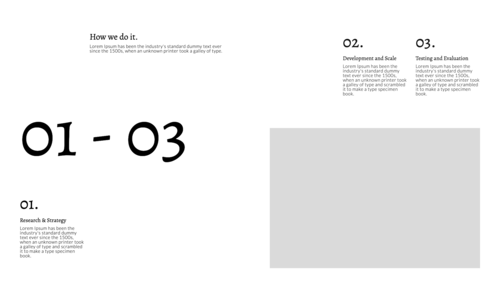 How we do it.
Lorem Ipsum has been the industry's standard dummy text ever
since the 1500s, when an unknown printer took a galley of type.
01 - 03
01.
Research & Strategy
Lorem Ipsum has been the
industry's standard dummy
text ever since the 1500s,
when an unknown printer took
a galley of type and scrambled
it to make a type specimen
book.
02.
Development and Scale
Lorem Ipsum has been the
industry's standard dummy
text ever since the 1500s,
when an unknown printer took
a galley of type and scrambled
it to make a type specimen
book.
03.
Testing and Evaluation
Lorem Ipsum has been the
industry's standard dummy
text ever since the 1500s,
when an unknown printer took
a galley of type and scrambled
it to make a type specimen
book.